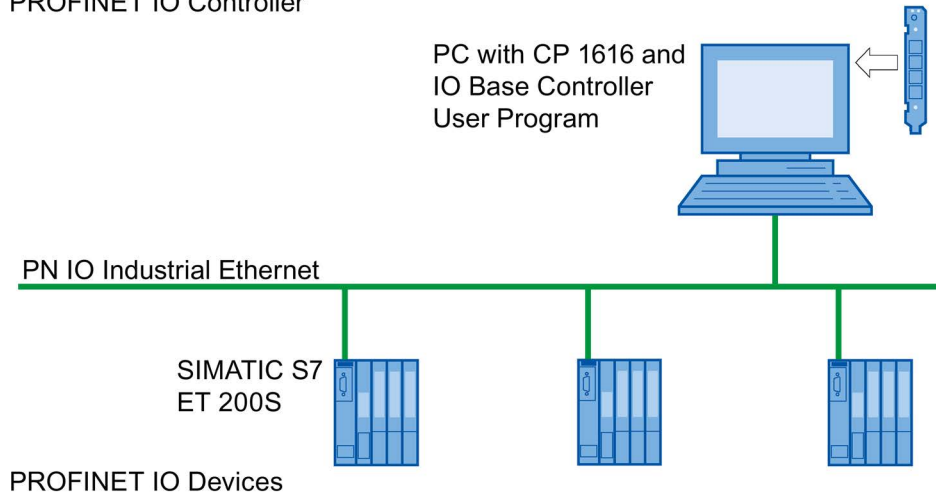 PROFINET IO Controller
PC with CP 1616 and
IO Base Controller
User Program
PN IO Industrial Ethernet
SIMATIC S7
ET 200S
PROFINET IO Devices